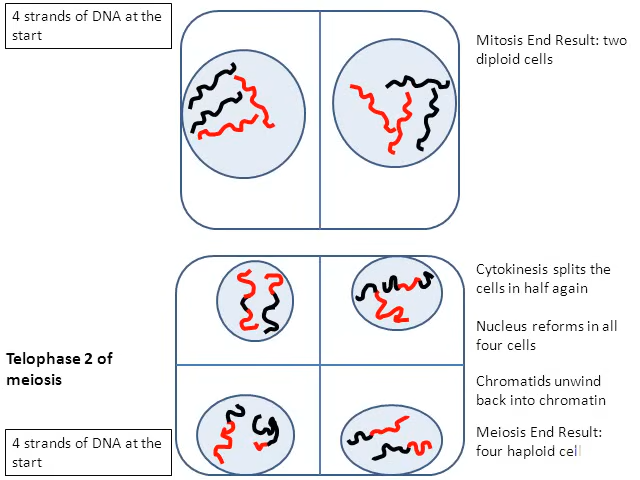 4 strands of DNA at the
start
Mitosis End Result: two
diploid cells
Cytokinesis splits the
cells in half again
Nucleus reforms in all
four cells
Telophase 2 of
meiosis
Chromatids unwind
back into chromatin
4 strands of DNA at the
start
Meiosis End Result:
four haploid cel